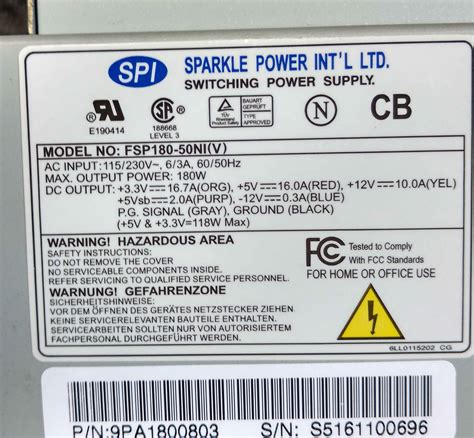 SPI SPARKLE POWER INT'L LTD.
SWITCHING POWER SUPPLY.
E190414
188668
LEVEL 3
TÜV
BAUART
GEPRÜFT
TYPE
APPROVED
N
CB
MODEL NO: FSP180-50NI(V)
AC INPUT: 115/230V~, 6/3A, 60/50Hz
MAX. OUTPUT POWER: 180W
DC OUTPUT: +3.3V⎓16.7A(ORG), +5V⎓16.0A(RED), +12V⎓10.0A(YEL)
+5Vsb⎓2.0A(PURP), -12V⎓0.3A(BLUE)
P.G. SIGNAL (GRAY), GROUND (BLACK)
(+5V & +3.3V=118W Max)
WARNING! HAZARDOUS AREA
SAFETY INSTRUCTIONS:
DO NOT REMOVE THE COVER
NO SERVICEABLE COMPONENTS INSIDE.
REFER SERVICING TO QUALIFIED SERVICE PERSONNEL.
WARNUNG! GEFAHRENZONE
SICHERHEITSHINWEISE:
VOR DEM ÖFFNEN DES GERÄTES NETZSTECKER ZIEHEN
KEINE SERVICERELEVANTEN BAUTEILE ENTHALTEN.
SERVICEARBEITEN SOLLTEN NUR VON AUTORISIERTEM
FACHPERSONAL DURCHGEFÜHRT WERDEN.
FC Tested to Comply
With FCC Standards
FOR HOME OR OFFICE USE
6LL0115202 CG
P/N:9PA1800803 S/N: S5161100696